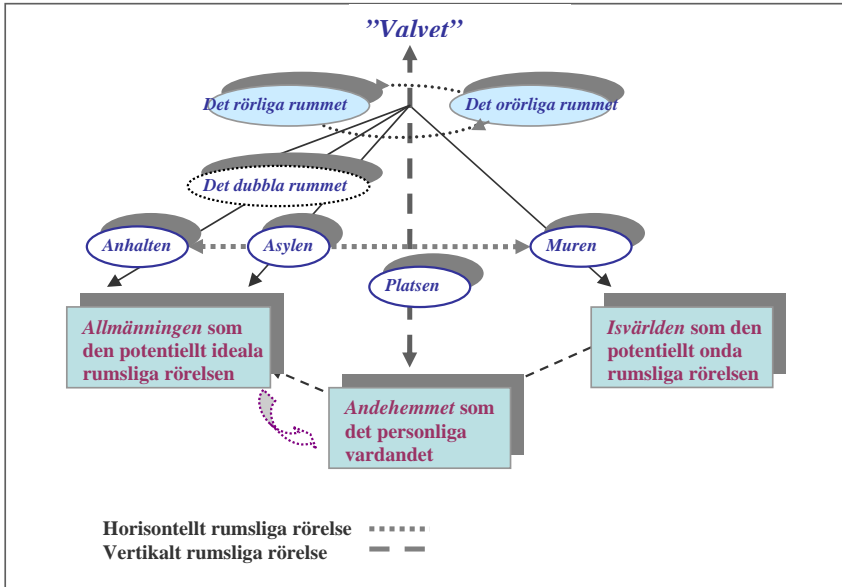 ”Valvet”
Det rörliga rummet
Det orörliga rummet
Det dubbla rummet
Anhalten
Asylen
Muren
Platsen
Allmänningen som
den potentiellt ideala
rumsliga rörelsen
Isvärlden som den
potentiellt onda
rumsliga rörelsen
Andehemmet som
det personliga
vardandet
Horisontellt rumsliga rörelse
Vertikalt rumsliga rörelse